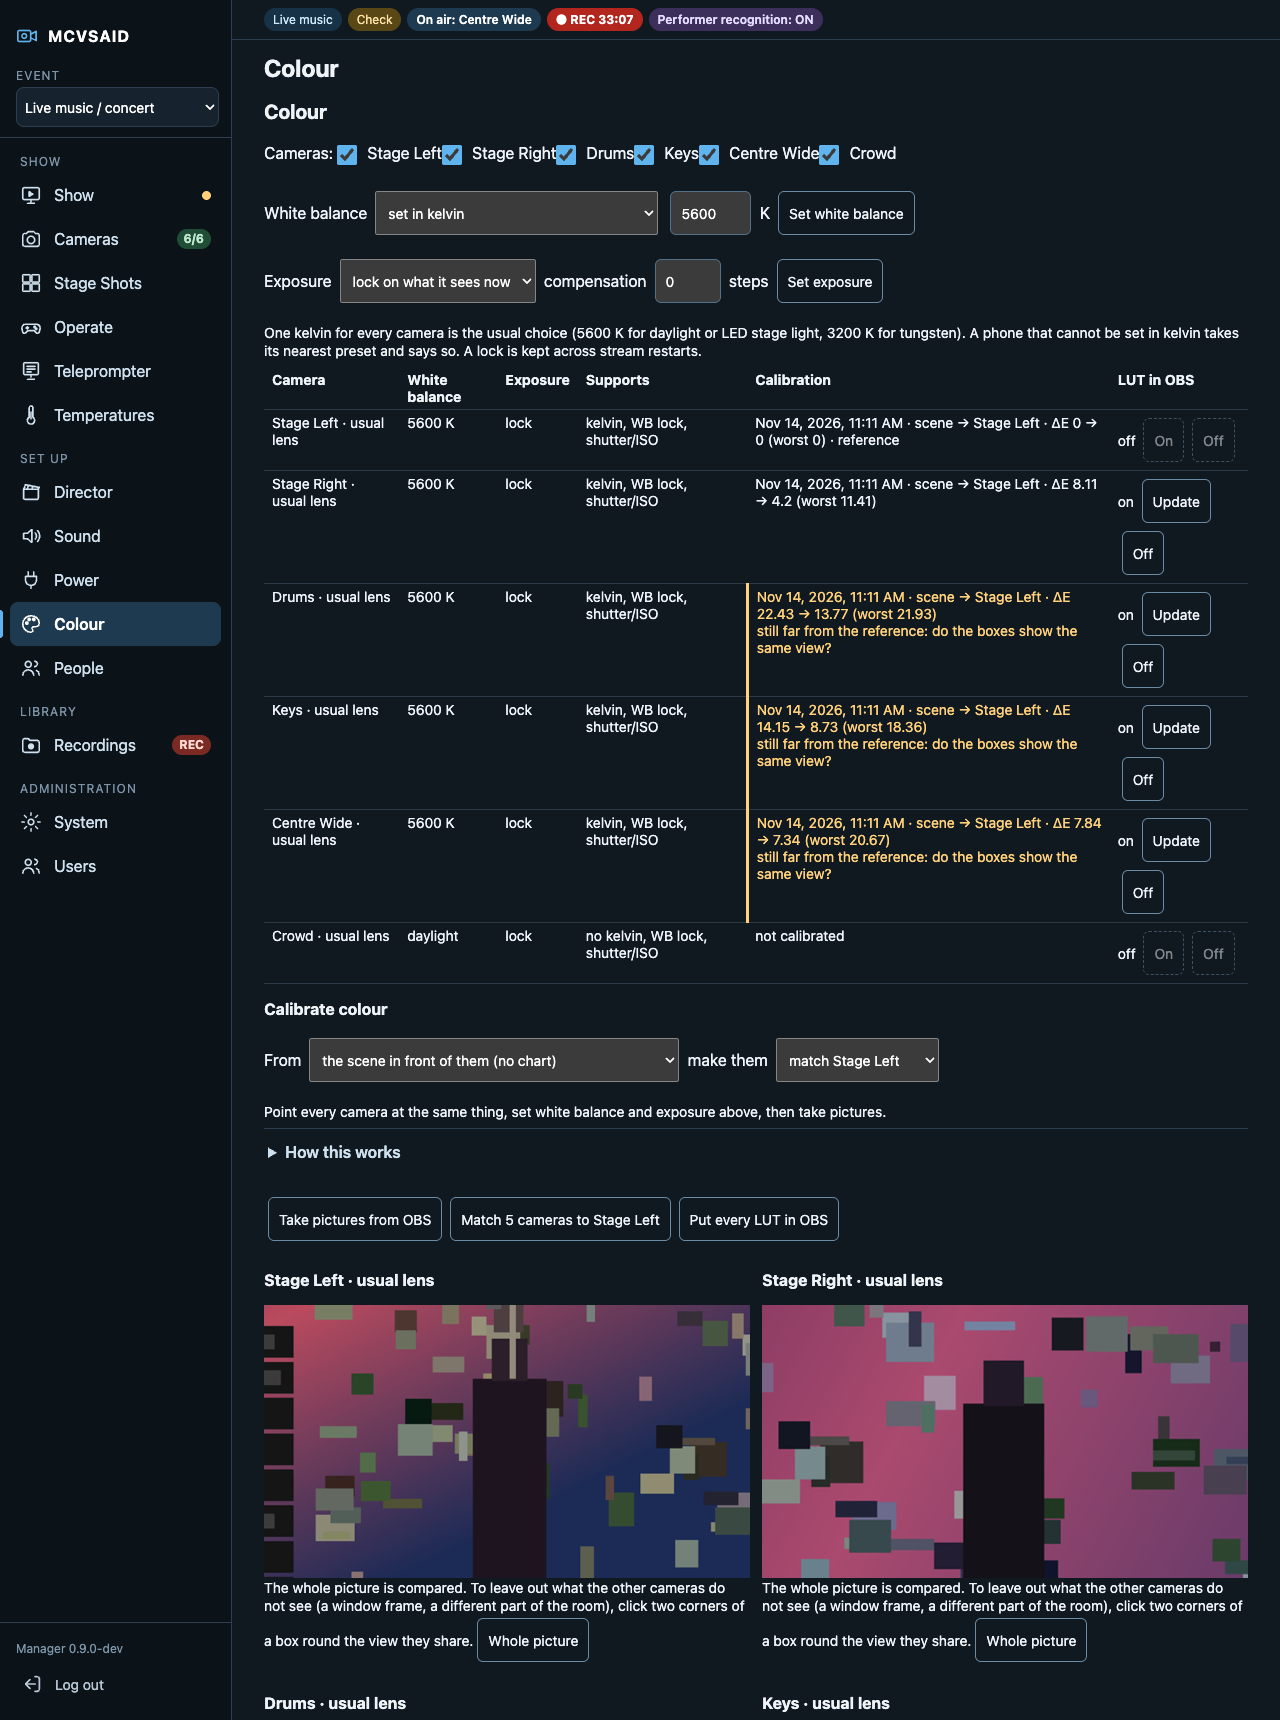 MCVSAID
EVENT
Live music / concert
SHOW
Show
Cameras 6/6
Stage Shots
Operate
Teleprompter
Temperatures
SET UP
Director
Sound
Power
Colour
People
LIBRARY
Recordings REC
ADMINISTRATION
System
Users
Manager 0.9.0-dev
Log out
Live music Check On air: Centre Wide REC 33:07 Performer recognition: ON
Colour
Colour
Cameras: Stage Left Stage Right Drums Keys Centre Wide Crowd
White balance set in kelvin 5600 K Set white balance
Exposure lock on what it sees now compensation 0 steps Set exposure
One kelvin for every camera is the usual choice (5600 K for daylight or LED stage light, 3200 K for tungsten). A phone that cannot be set in kelvin takes
its nearest preset and says so. A lock is kept across stream restarts.
Camera White balance Exposure Supports Calibration LUT in OBS
Stage Left · usual lens 5600 K lock kelvin, WB lock, shutter/ISO Nov 14, 2026, 11:11 AM · scene → Stage Left · ΔE 0 → 0 (worst 0) · reference off On Off
Stage Right · usual lens 5600 K lock kelvin, WB lock, shutter/ISO Nov 14, 2026, 11:11 AM · scene → Stage Left · ΔE 8.11 → 4.2 (worst 11.41) on Update Off
Drums · usual lens 5600 K lock kelvin, WB lock, shutter/ISO Nov 14, 2026, 11:11 AM · scene → Stage Left · ΔE 22.43 → 13.77 (worst 21.93) still far from the reference: do the boxes show the same view? on Update Off
Keys · usual lens 5600 K lock kelvin, WB lock, shutter/ISO Nov 14, 2026, 11:11 AM · scene → Stage Left · ΔE 14.15 → 8.73 (worst 18.36) still far from the reference: do the boxes show the same view? on Update Off
Centre Wide · usual lens 5600 K lock kelvin, WB lock, shutter/ISO Nov 14, 2026, 11:11 AM · scene → Stage Left · ΔE 7.84 → 7.34 (worst 20.67) still far from the reference: do the boxes show the same view? on Update Off
Crowd · usual lens daylight lock no kelvin, WB lock, shutter/ISO not calibrated off On Off
Calibrate colour
From the scene in front of them (no chart) make them match Stage Left
Point every camera at the same thing, set white balance and exposure above, then take pictures.
How this works
Take pictures from OBS Match 5 cameras to Stage Left Put every LUT in OBS
Stage Left · usual lens
The whole picture is compared. To leave out what the other cameras do
not see (a window frame, a different part of the room), click two corners of
a box round the view they share. Whole picture
Stage Right · usual lens
The whole picture is compared. To leave out what the other cameras do
not see (a window frame, a different part of the room), click two corners of
a box round the view they share. Whole picture
Drums · usual lens
Keys · usual lens